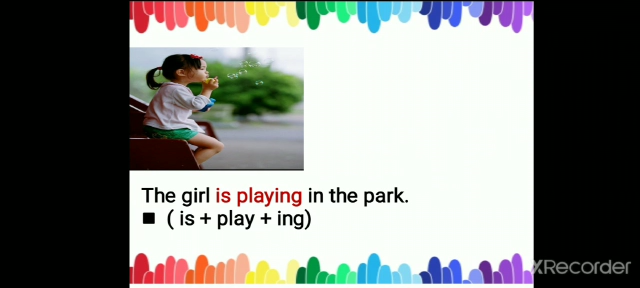 The girl is playing in the park.
■ ( is + play + ing)
XRecorder